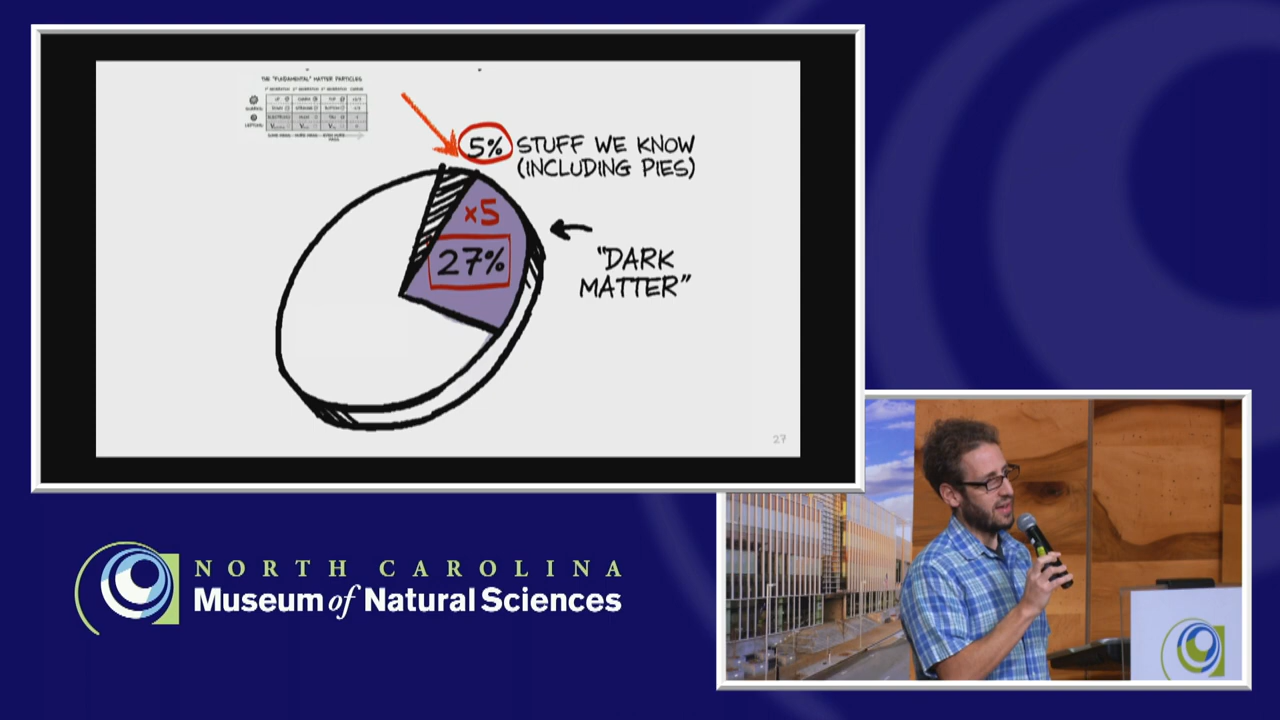 THE "FUNDAMENTAL" MATTER PARTICLES
5% STUFF WE KNOW
(INCLUDING PIES)
x5
27%
"DARK
MATTER"
27
NORTH CAROLINA
Museum of Natural Sciences